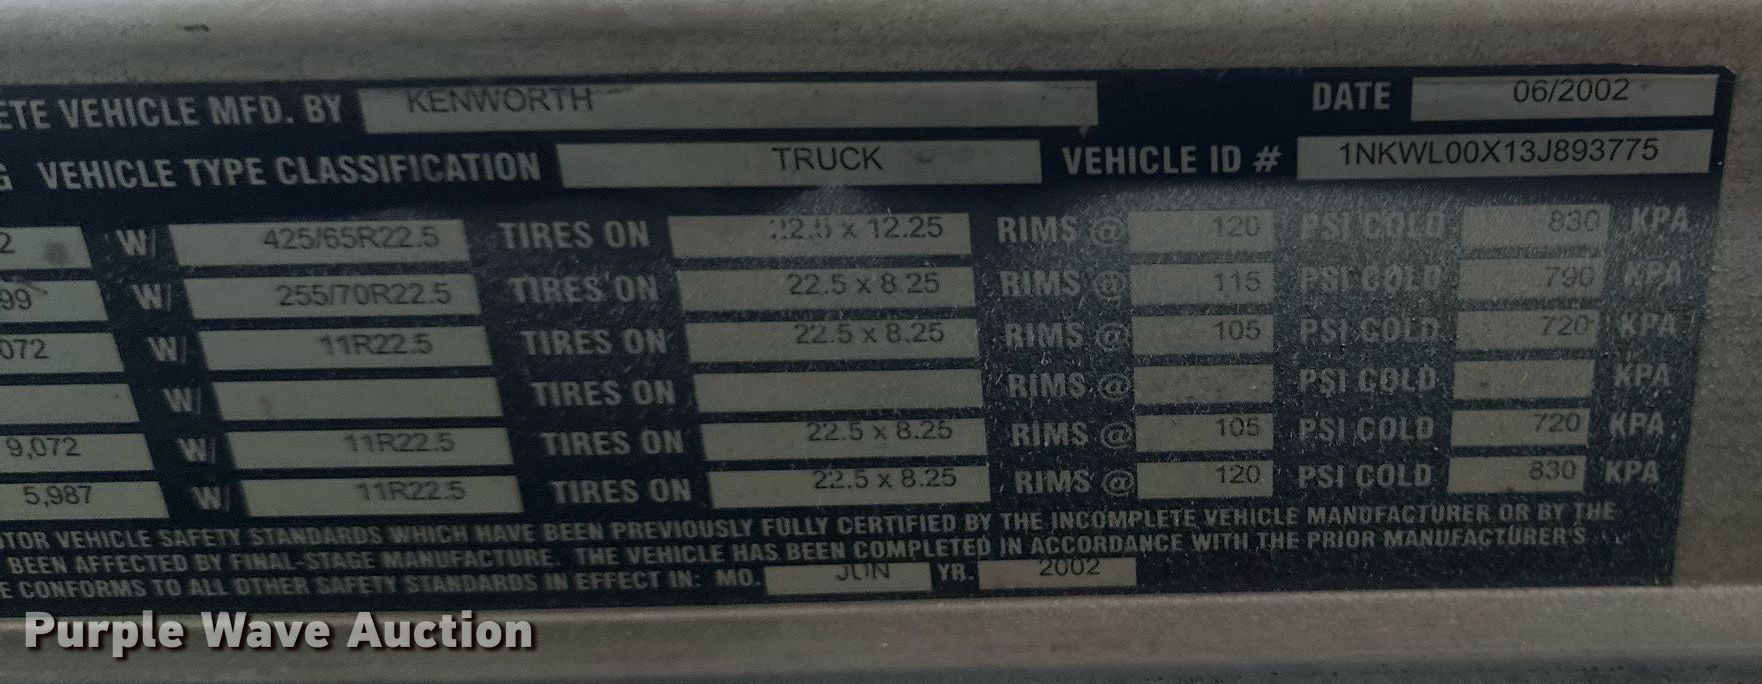 ETE VEHICLE MFD. BY KENWORTH DATE 06/2002
G VEHICLE TYPE CLASSIFICATION TRUCK VEHICLE ID # 1NKWL00X13J893775
2 W/ 425/65R22.5 TIRES ON 22.5 x 12.25 RIMS @ 120 PSI COLD 830 KPA
99 W/ 255/70R22.5 TIRES ON 22.5 x 8.25 RIMS @ 115 PSI COLD 790 KPA
072 W/ 11R22.5 TIRES ON 22.5 x 8.25 RIMS @ 105 PSI COLD 720 KPA
W/ TIRES ON RIMS @ PSI COLD KPA
9,072 W/ 11R22.5 TIRES ON 22.5 x 8.25 RIMS @ 105 PSI COLD 720 KPA
5,987 W/ 11R22.5 TIRES ON 22.5 x 8.25 RIMS @ 120 PSI COLD 830 KPA
OTOR VEHICLE SAFETY STANDARDS WHICH HAVE BEEN PREVIOUSLY FULLY CERTIFIED BY THE INCOMPLETE VEHICLE MANUFACTURER OR BY THE
BEEN AFFECTED BY FINAL-STAGE MANUFACTURE. THE VEHICLE HAS BEEN COMPLETED IN ACCORDANCE WITH THE PRIOR MANUFACTURER'S
E CONFORMS TO ALL OTHER SAFETY STANDARDS IN EFFECT IN: MO. JUN YR. 2002
Purple Wave Auction